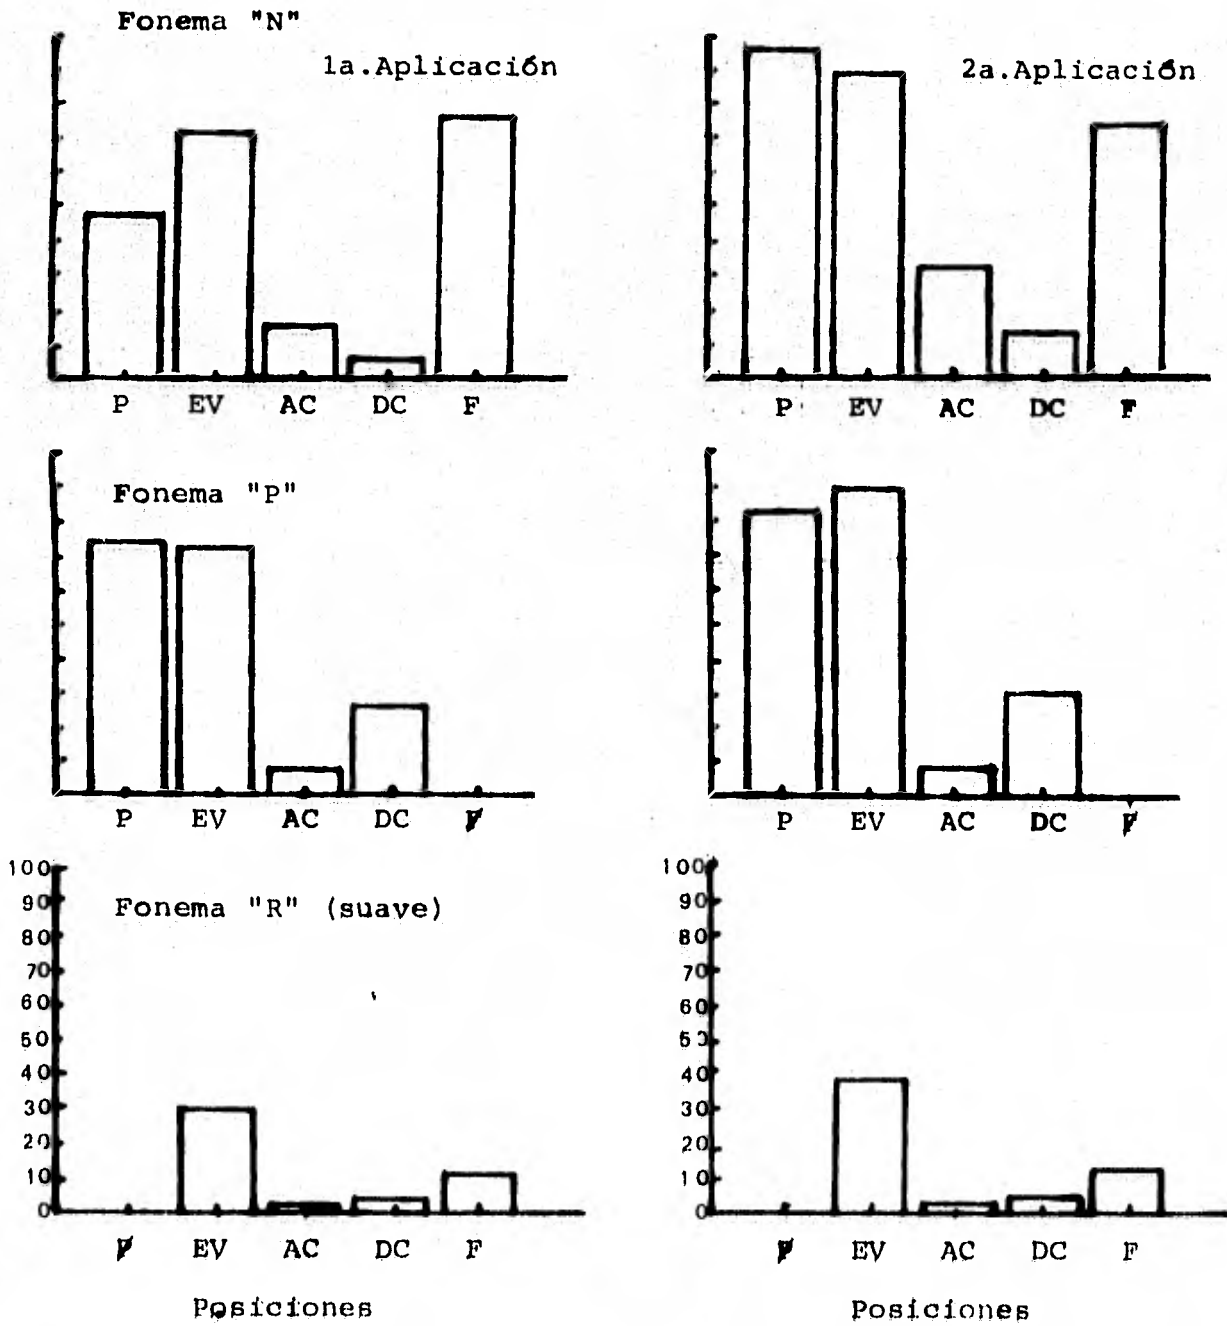 Fonema "N"
1a.Aplicación
2a.Aplicación
P EV AC DC F
P EV AC DC F
Fonema "P"
P EV AC DC F
P EV AC DC F
Fonema "R" (suave)
100
90
80
70
60
50
40
30
20
10
0
100
90
80
70
60
50
40
30
20
10
0
P EV AC DC F
P EV AC DC F
Posiciones
Posiciones